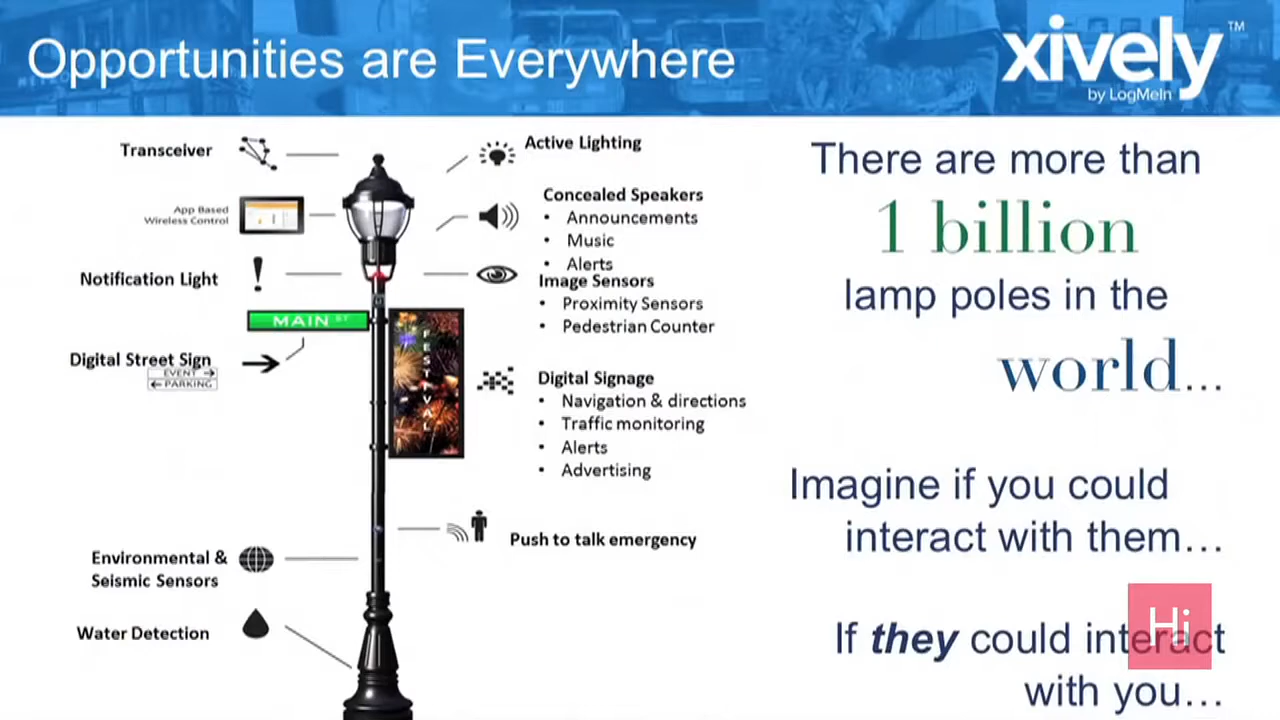 Opportunities are Everywhere
xively™
by LogMeIn
Transceiver
App Based
Wireless Control
Notification Light
MAIN ST
Digital Street Sign
EVENT →
← PARKING
Environmental &
Seismic Sensors
Water Detection
Active Lighting
Concealed Speakers
• Announcements
• Music
• Alerts
Image Sensors
• Proximity Sensors
• Pedestrian Counter
FESTIVAL
Digital Signage
• Navigation & directions
• Traffic monitoring
• Alerts
• Advertising
Push to talk emergency
There are more than
1 billion
lamp poles in the
world...
Imagine if you could
interact with them...
If they could interact
with you...
Hi